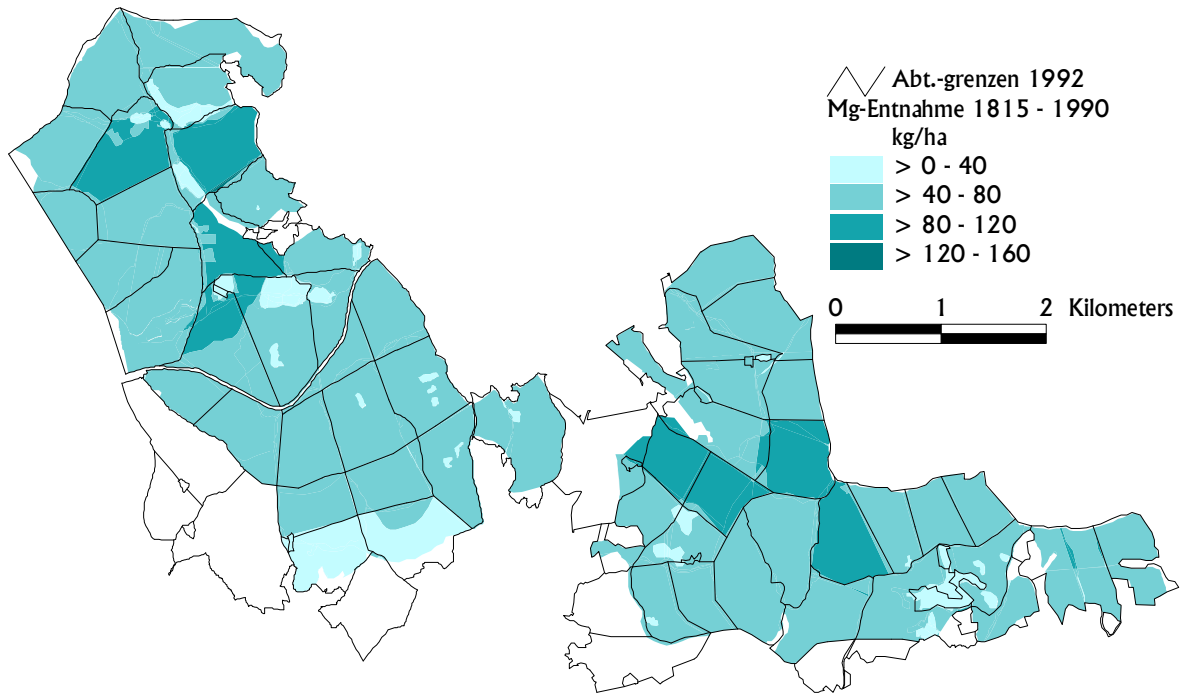 Abt.-grenzen 1992
Mg-Entnahme 1815 - 1990
kg/ha
> 0 - 40
> 40 - 80
> 80 - 120
> 120 - 160
0 1 2 Kilometers